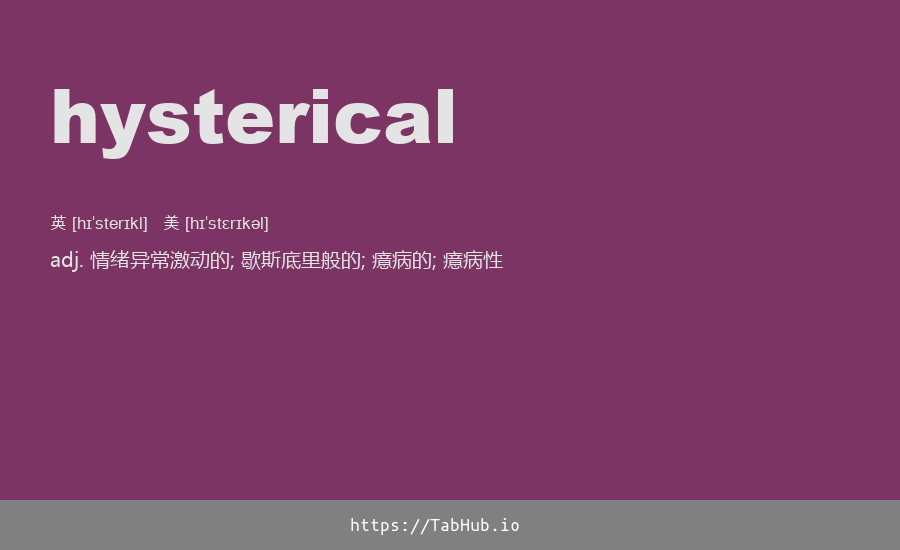 hysterical
英 [hɪˈsterɪkl] 美 [hɪˈstɛrɪkəl]
adj. 情绪异常激动的; 歇斯底里般的; 癔病的; 癔病性
https://TabHub.io